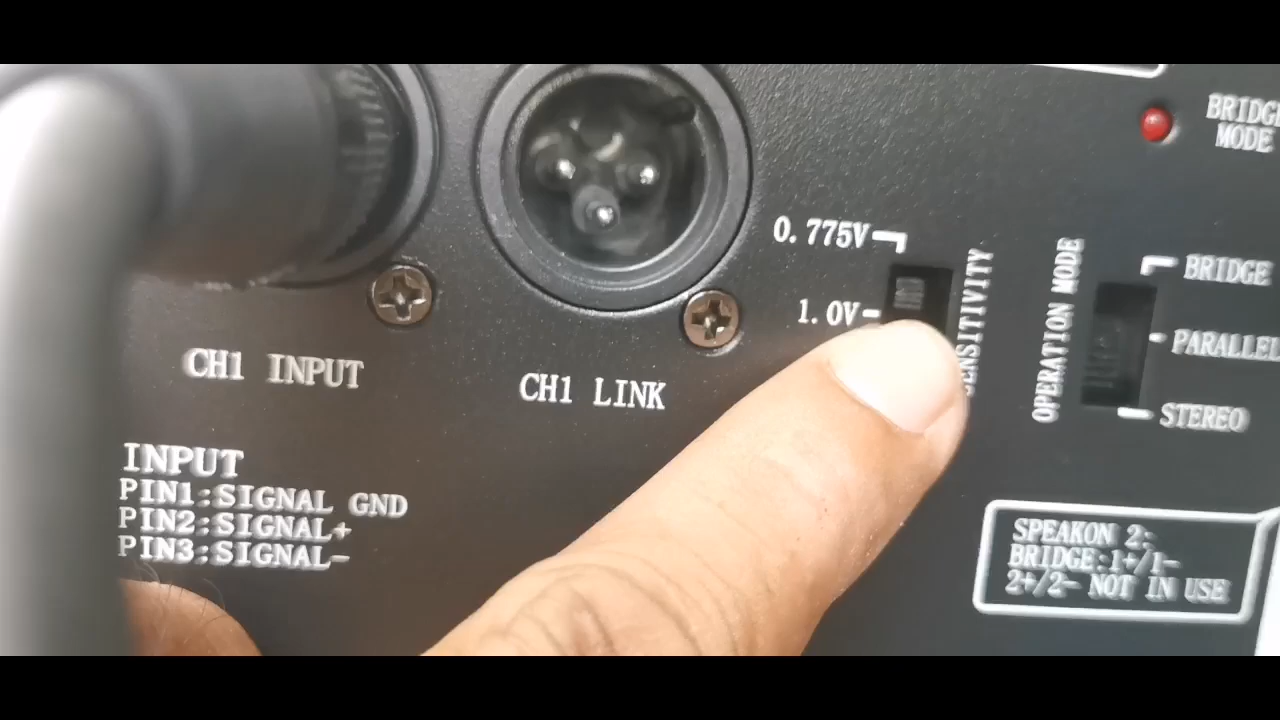 BRIDGE
MODE
0.775V
1.0V
SENSITIVITY
OPERATION MODE
BRIDGE
PARALLEL
STEREO
CH1 INPUT
CH1 LINK
INPUT
PIN1:SIGNAL GND
PIN2:SIGNAL+
PIN3:SIGNAL-
SPEAKON 2:
BRIDGE:1+/1-
2+/2- NOT IN USE